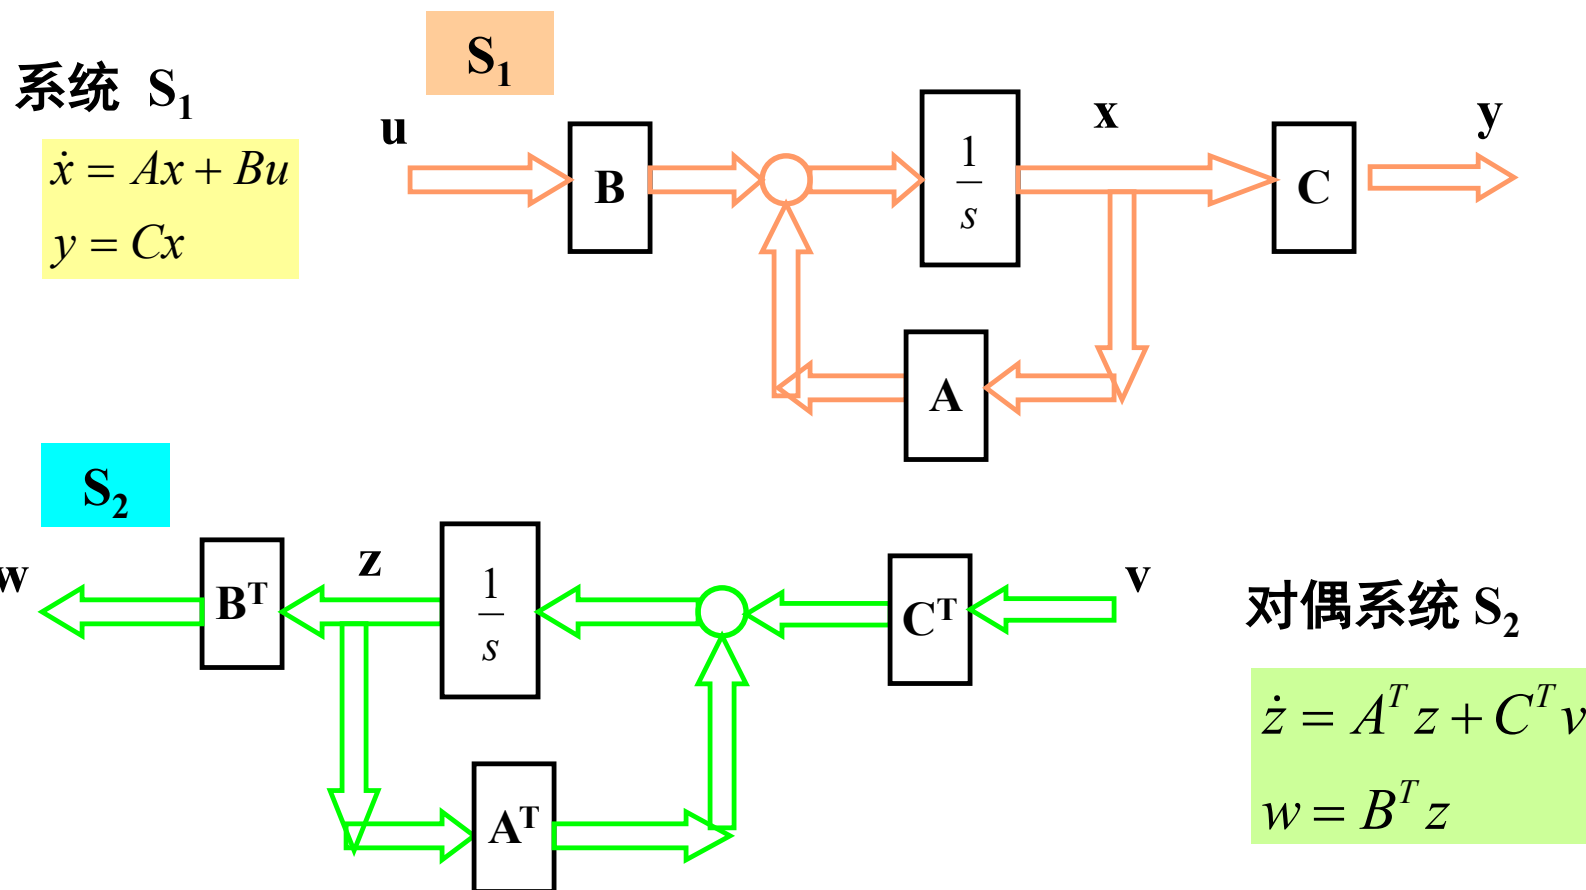 S₁
系统 S₁
ẋ = Ax + Bu
y = Cx
u
B
1
s
x
C
y
A
S₂
w
Bᵀ
z
1
s
Cᵀ
v
Aᵀ
对偶系统 S₂
ż = Aᵀz + Cᵀv
w = Bᵀz